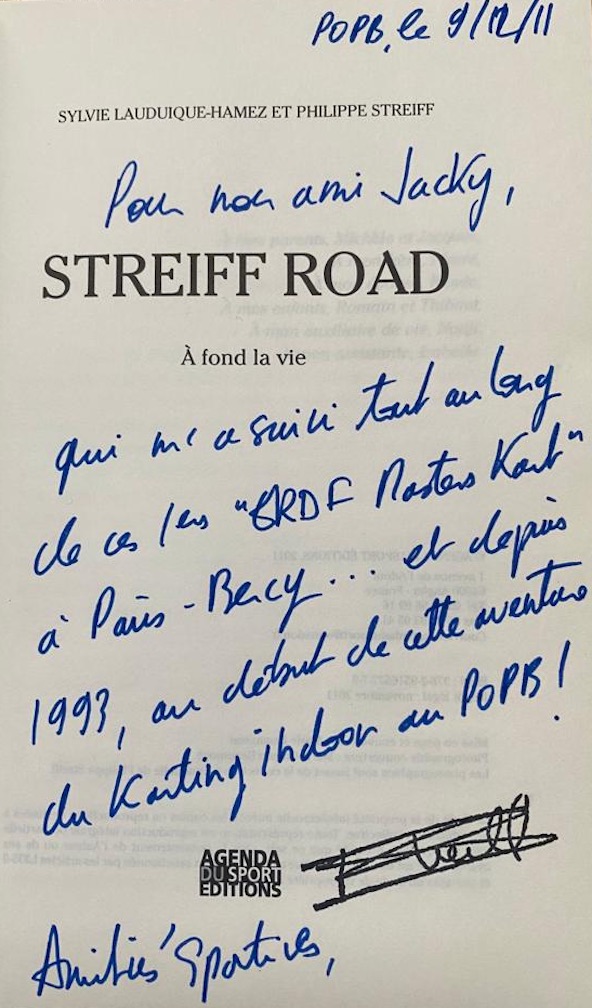 POPB, le 9/12/11
SYLVIE LAUDUIQUE-HAMEZ ET PHILIPPE STREIFF
Pour mon ami Jacky,
STREIFF ROAD
À fond la vie
qui m'a suivi tout au long
de ces 1ers "ERDF Masters Kart"
à Paris-Bercy... et depuis
1993, au début de cette aventure
du Karting indoor au POPB!
AGENDA
DU SPORT
EDITIONS
P. Streiff
Amitiés Sportives,